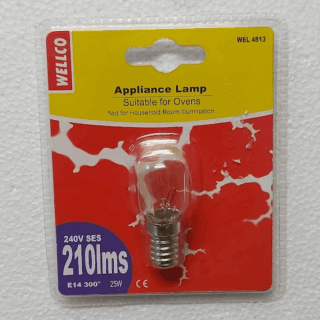 WELLCO
WEL 4813
Appliance Lamp
Suitable for Ovens
Not for Household Room Illumination
240V SES
210lms
E14 300° 25W CE